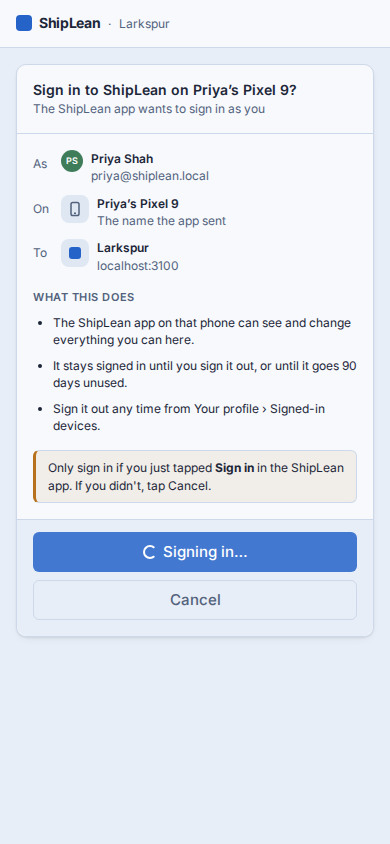 ShipLean · Larkspur
Sign in to ShipLean on Priya’s Pixel 9?
The ShipLean app wants to sign in as you
As PS Priya Shah
priya@shiplean.local
On Priya’s Pixel 9
The name the app sent
To Larkspur
localhost:3100
WHAT THIS DOES
• The ShipLean app on that phone can see and change
everything you can here.
• It stays signed in until you sign it out, or until it goes 90
days unused.
• Sign it out any time from Your profile › Signed-in
devices.
Only sign in if you just tapped Sign in in the ShipLean
app. If you didn't, tap Cancel.
Signing in…
Cancel